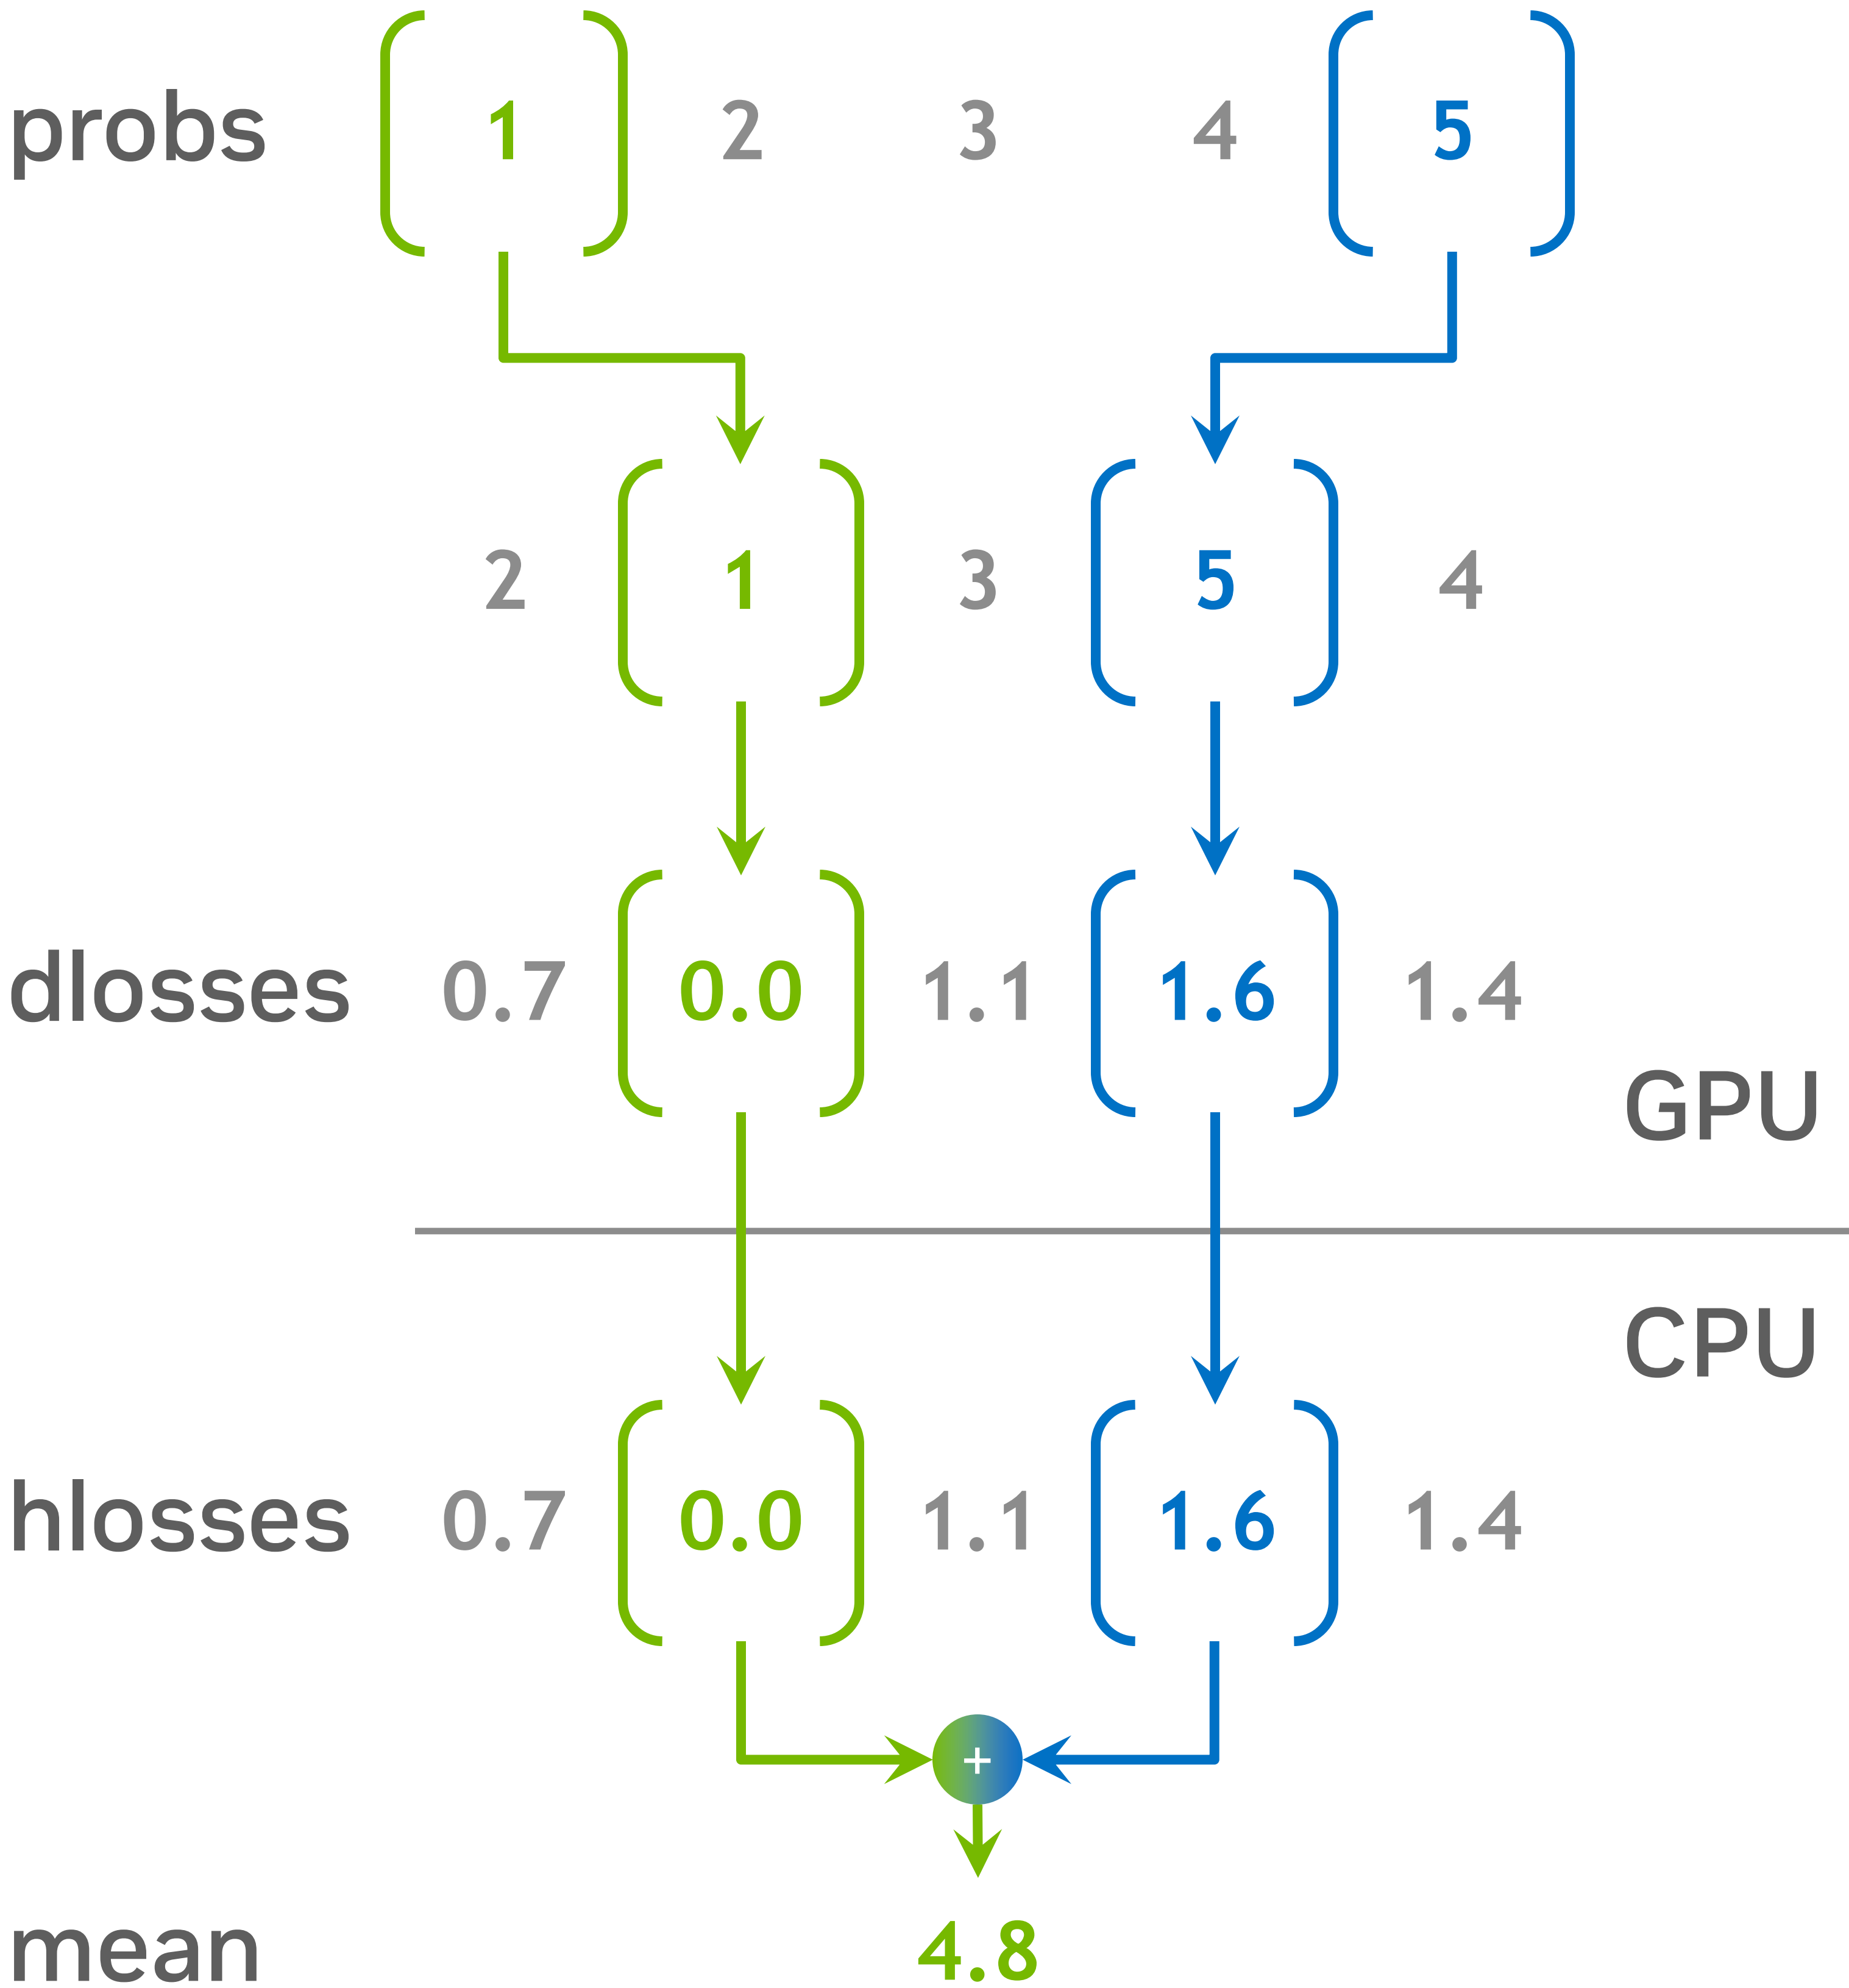 probs 1 2 3 4 5
2 1 3 5 4
dlosses 0.7 0.0 1.1 1.6 1.4
GPU
CPU
hlosses 0.7 0.0 1.1 1.6 1.4
+
mean 4.8